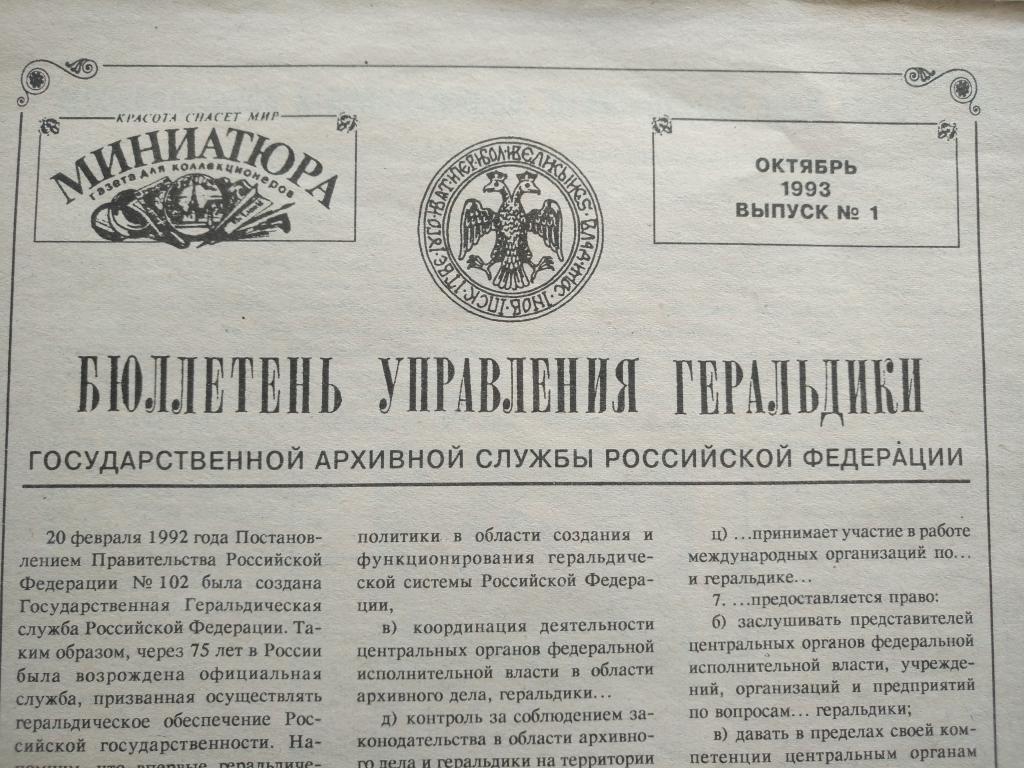 КРАСОТА СПАСЕТ МИР
МИНИАТЮРА
газета для коллекционеров
ОКТЯБРЬ
1993
ВЫПУСК № 1
БЮЛЛЕТЕНЬ УПРАВЛЕНИЯ ГЕРАЛЬДИКИ
ГОСУДАРСТВЕННОЙ АРХИВНОЙ СЛУЖБЫ РОССИЙСКОЙ ФЕДЕРАЦИИ
20 февраля 1992 года Постанов-
лением Правительства Российской
Федерации № 102 была создана
Государственная Геральдическая
служба Российской Федерации. Та-
ким образом, через 75 лет в России
была возрождена официальная
служба, призванная осуществлять
геральдическое обеспечение Рос-
сийской государственности. На-
помним, что впервые геральдиче-
политики в области создания и
функционирования геральдиче-
ской системы Российской Федера-
ции,
в) координация деятельности
центральных органов федеральной
исполнительной власти в области
архивного дела, геральдики...
д) контроль за соблюдением за-
конодательства в области архивно-
го дела и геральдики на территории
ц) ...принимает участие в работе
международных организаций по...
и геральдике...
7. ...предоставляется право:
б) заслушивать представителей
центральных органов федеральной
исполнительной власти, учрежде-
ний, организаций и предприятий
по вопросам... геральдики;
в) давать в пределах своей ком-
петенции центральным органам